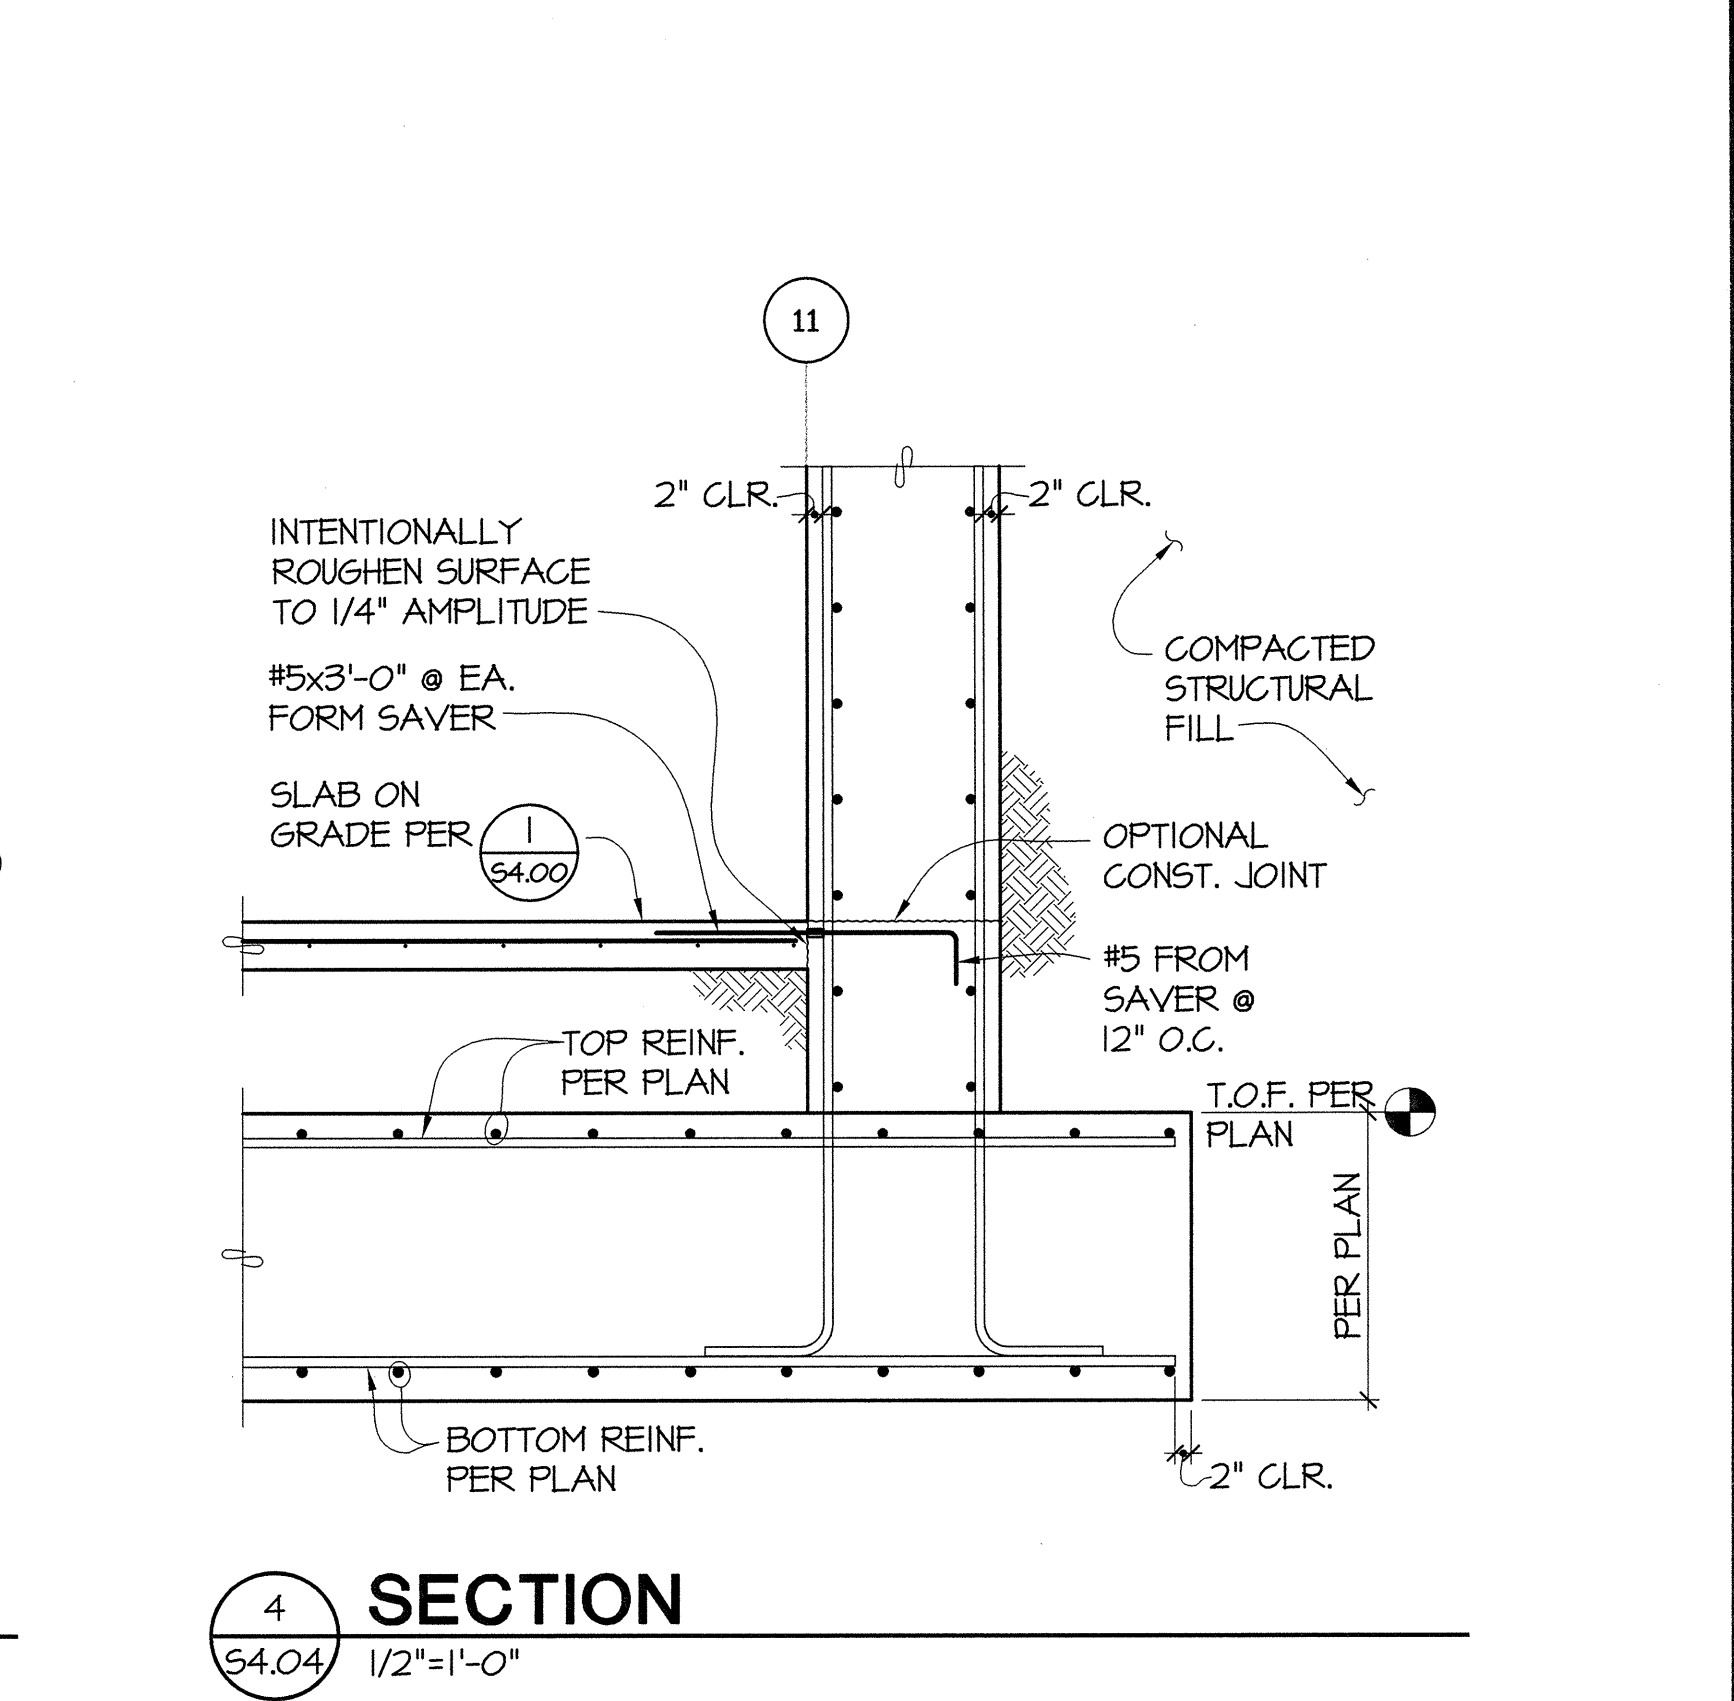 11
2" CLR.
2" CLR.
INTENTIONALLY
ROUGHEN SURFACE
TO 1/4" AMPLITUDE
#5x3'-0" @ EA.
FORM SAVER
SLAB ON
GRADE PER
1
S4.00
COMPACTED
STRUCTURAL
FILL
OPTIONAL
CONST. JOINT
#5 FROM
SAVER @
12" O.C.
TOP REINF.
PER PLAN
T.O.F. PER
PLAN
PER PLAN
BOTTOM REINF.
PER PLAN
2" CLR.
4
S4.04
SECTION
1/2"=1'-0"